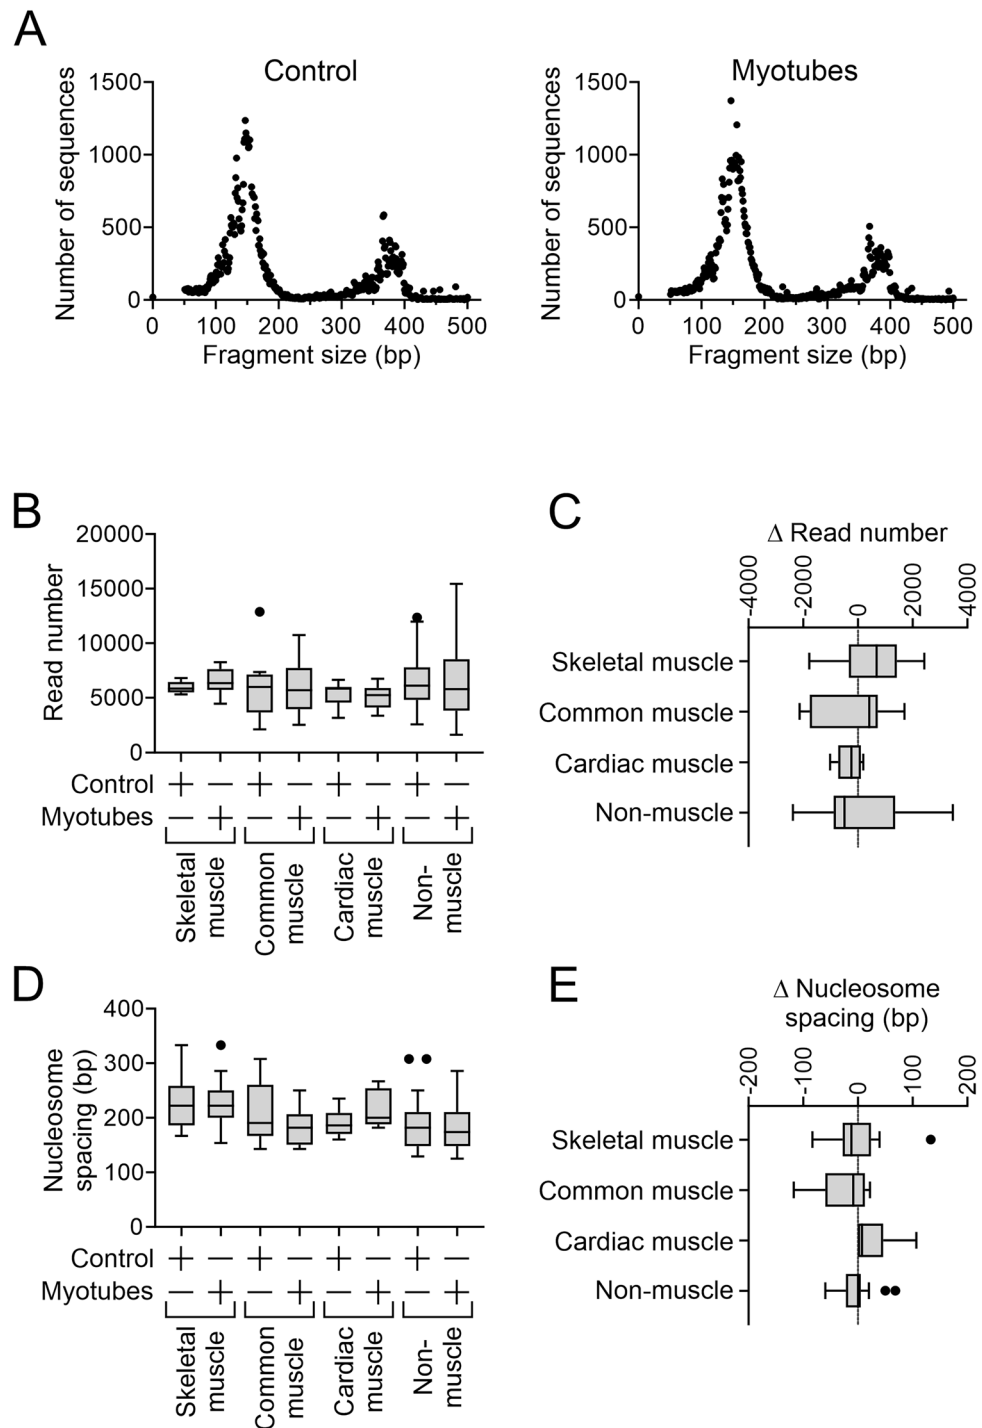 A
Control
Number of sequences
1500
1000
500
0
0 100 200 300 400 500
Fragment size (bp)
Myotubes
Number of sequences
1500
1000
500
0
0 100 200 300 400 500
Fragment size (bp)
B
Read number
20000
15000
10000
5000
0
Control + — + — + — + —
Myotubes — + — + — + — +
Skeletal
muscle
Common
muscle
Cardiac
muscle
Non-
muscle
C
Δ Read number
-4000
-2000
0
2000
4000
Skeletal muscle
Common muscle
Cardiac muscle
Non-muscle
D
Nucleosome
spacing (bp)
400
300
200
100
0
Control + — + — + — + —
Myotubes — + — + — + — +
Skeletal
muscle
Common
muscle
Cardiac
muscle
Non-
muscle
E
Δ Nucleosome
spacing (bp)
-200
-100
0
100
200
Skeletal muscle
Common muscle
Cardiac muscle
Non-muscle